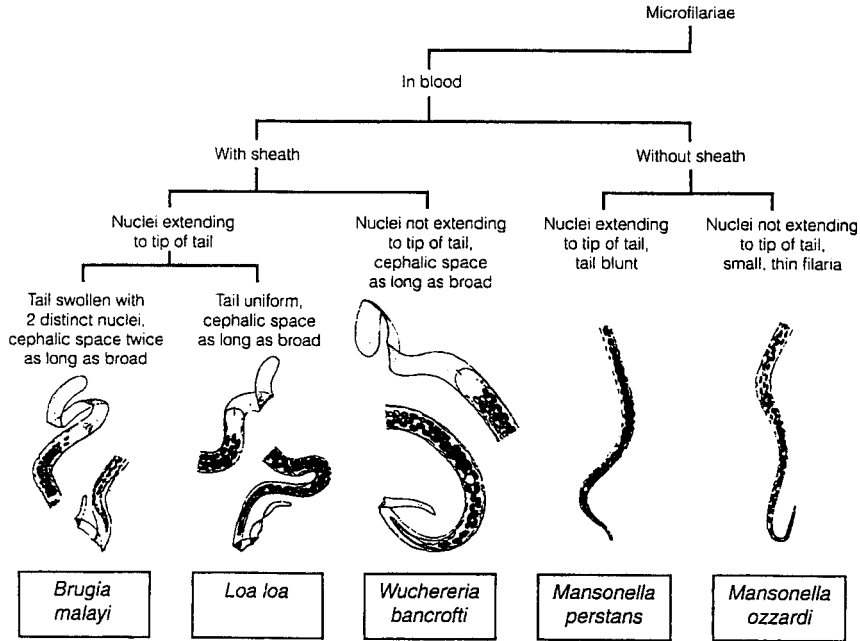 Microfilariae
In blood
With sheath
Without sheath
Nuclei extending
to tip of tail
Nuclei not extending
to tip of tail,
cephalic space
as long as broad
Nuclei extending
to tip of tail,
tail blunt
Nuclei not extending
to tip of tail,
small, thin filaria
Tail swollen with
2 distinct nuclei,
cephalic space twice
as long as broad
Tail uniform,
cephalic space
as long as broad
Brugia
malayi
Loa loa
Wuchereria
bancrofti
Mansonella
perstans
Mansonella
ozzardi